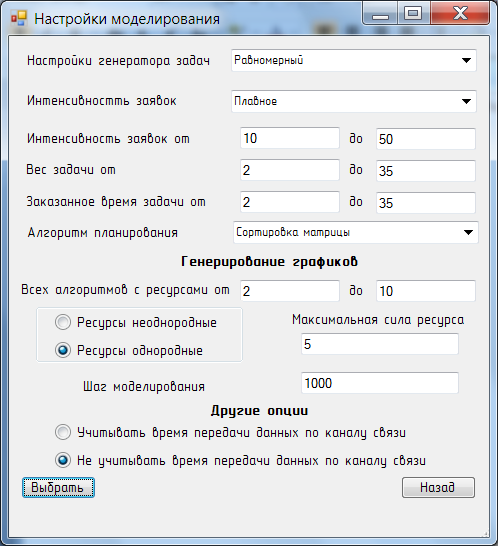 Настройки моделирования
Настройки генератора задач Равномерный
Интенсивностть заявок Плавное
Интенсивность заявок от 10 до 50
Вес задачи от 2 до 35
Заказанное время задачи от 2 до 35
Алгоритм планирования Сортировка матрицы
Генерирование графиков
Всех алгоритмов с ресурсами от 2 до 10
Ресурсы неоднородные
Максимальная сила ресурса
Ресурсы однородные
5
Шаг моделирования 1000
Другие опции
Учитывать время передачи данных по каналу связи
Не учитывать время передачи данных по каналу связи
Выбрать Назад